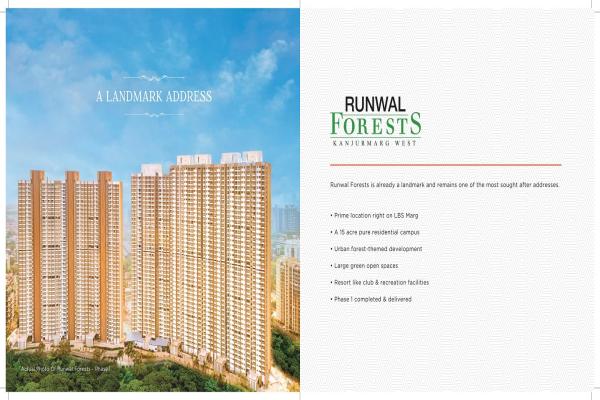 A LANDMARK ADDRESS
Actual Photo Of Runwal Forests - Phase I
RUNWAL
FORESTS
KANJURMARG WEST
Runwal Forests is already a landmark and remains one of the most sought after addresses.
• Prime location right on LBS Marg
• A 15 acre pure residential campus
• Urban forest-themed development
• Large green open spaces
• Resort like club & recreation facilities
• Phase 1 completed & delivered